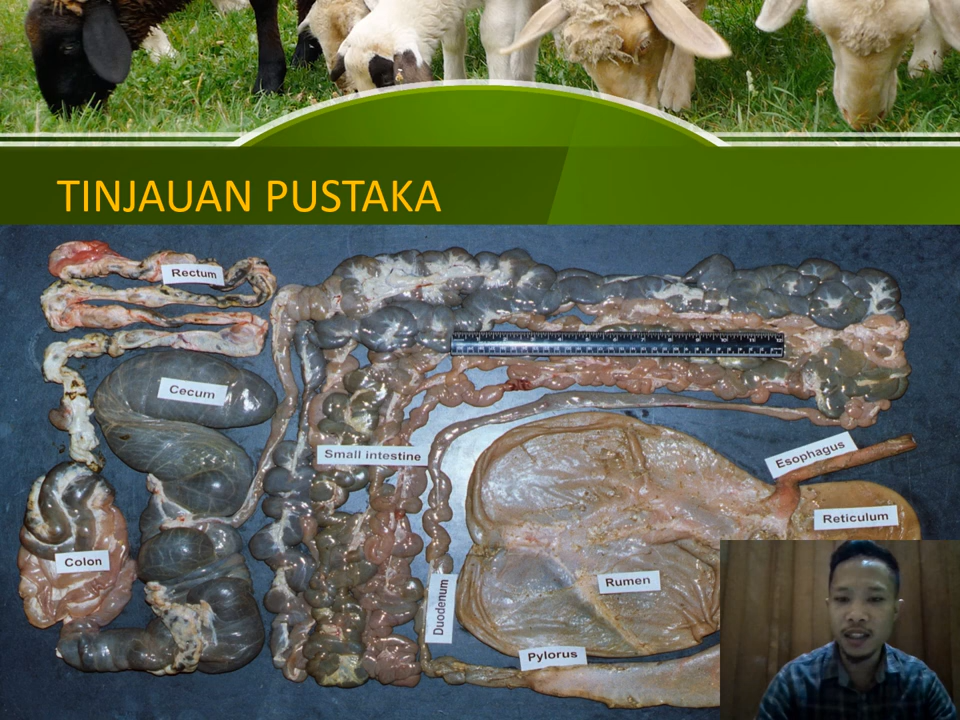 TINJAUAN PUSTAKA
Rectum
Cecum
Small intestine
Esophagus
Reticulum
Colon
Rumen
Duodenum
Pylorus